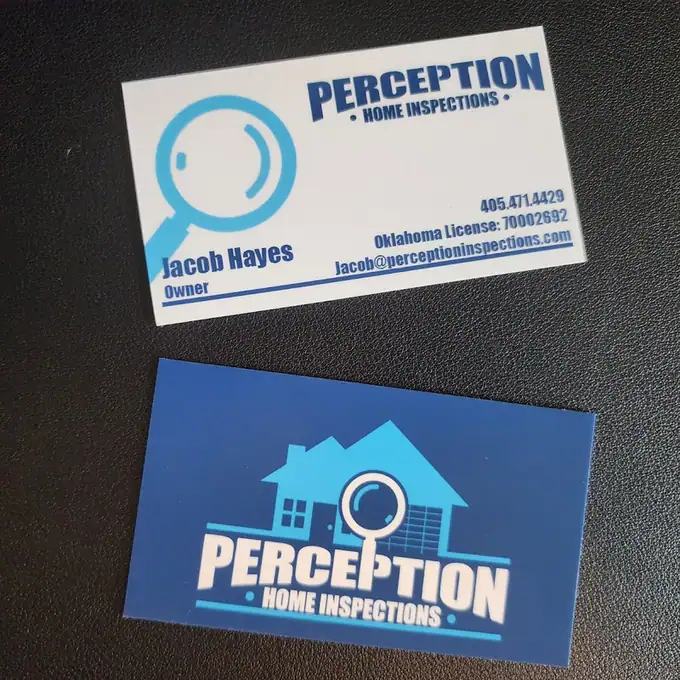 PERCEPTION
• HOME INSPECTIONS •
405.471.4429
Oklahoma License: 70002692
Jacob@perceptioninspections.com
Jacob Hayes
Owner
PERCEPTION
• HOME INSPECTIONS •